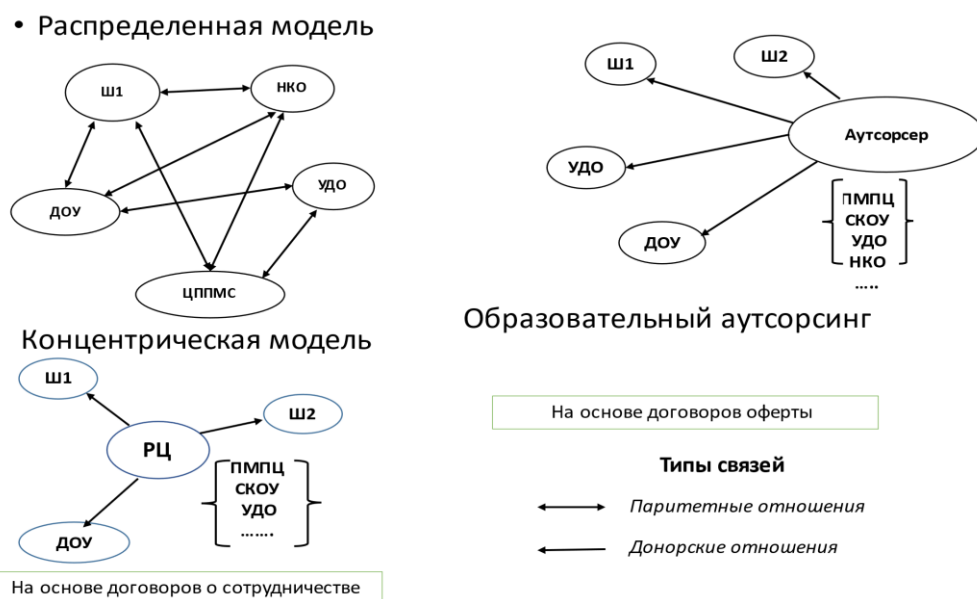 • Распределенная модель
Ш1
НКО
ДОУ
УДО
ЦППМС
Ш1
Ш2
Аутсорсер
УДО
ДОУ
ПМПЦ
СКОУ
УДО
НКО
…..
Образовательный аутсорсинг
Концентрическая модель
Ш1
Ш2
РЦ
ДОУ
ПМПЦ
СКОУ
УДО
…….
На основе договоров о сотрудничестве
На основе договоров оферты
Типы связей
Паритетные отношения
Донорские отношения